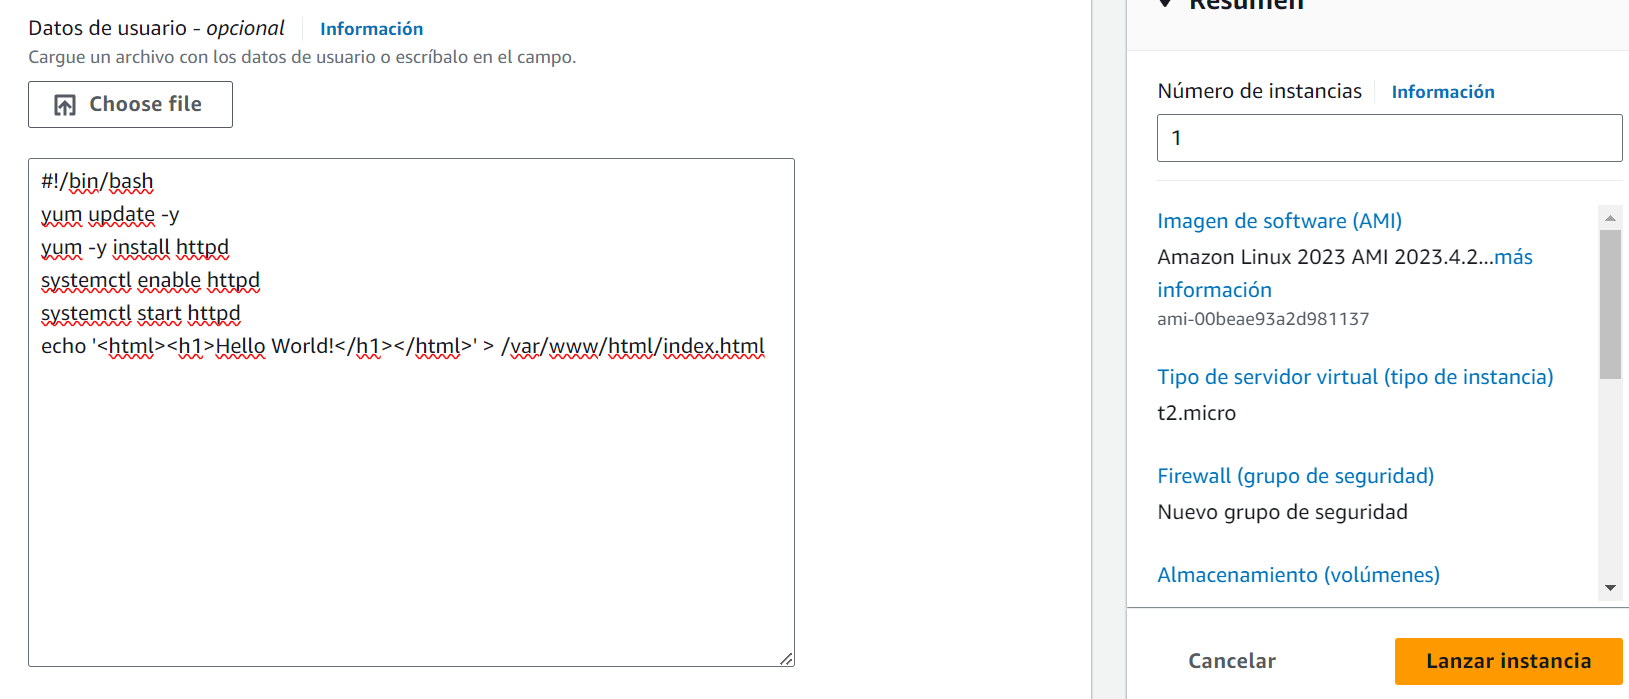 Datos de usuario - opcional
Información
Cargue un archivo con los datos de usuario o escríbalo en el campo.
Choose file
#!/bin/bash
yum update -y
yum -y install httpd
systemctl enable httpd
systemctl start httpd
echo '<html><h1>Hello World!</h1></html>' > /var/www/html/index.html
Resumen
Número de instancias
Información
1
Imagen de software (AMI)
Amazon Linux 2023 AMI 2023.4.2...más
información
ami-00beae93a2d981137
Tipo de servidor virtual (tipo de instancia)
t2.micro
Firewall (grupo de seguridad)
Nuevo grupo de seguridad
Almacenamiento (volúmenes)
Cancelar
Lanzar instancia